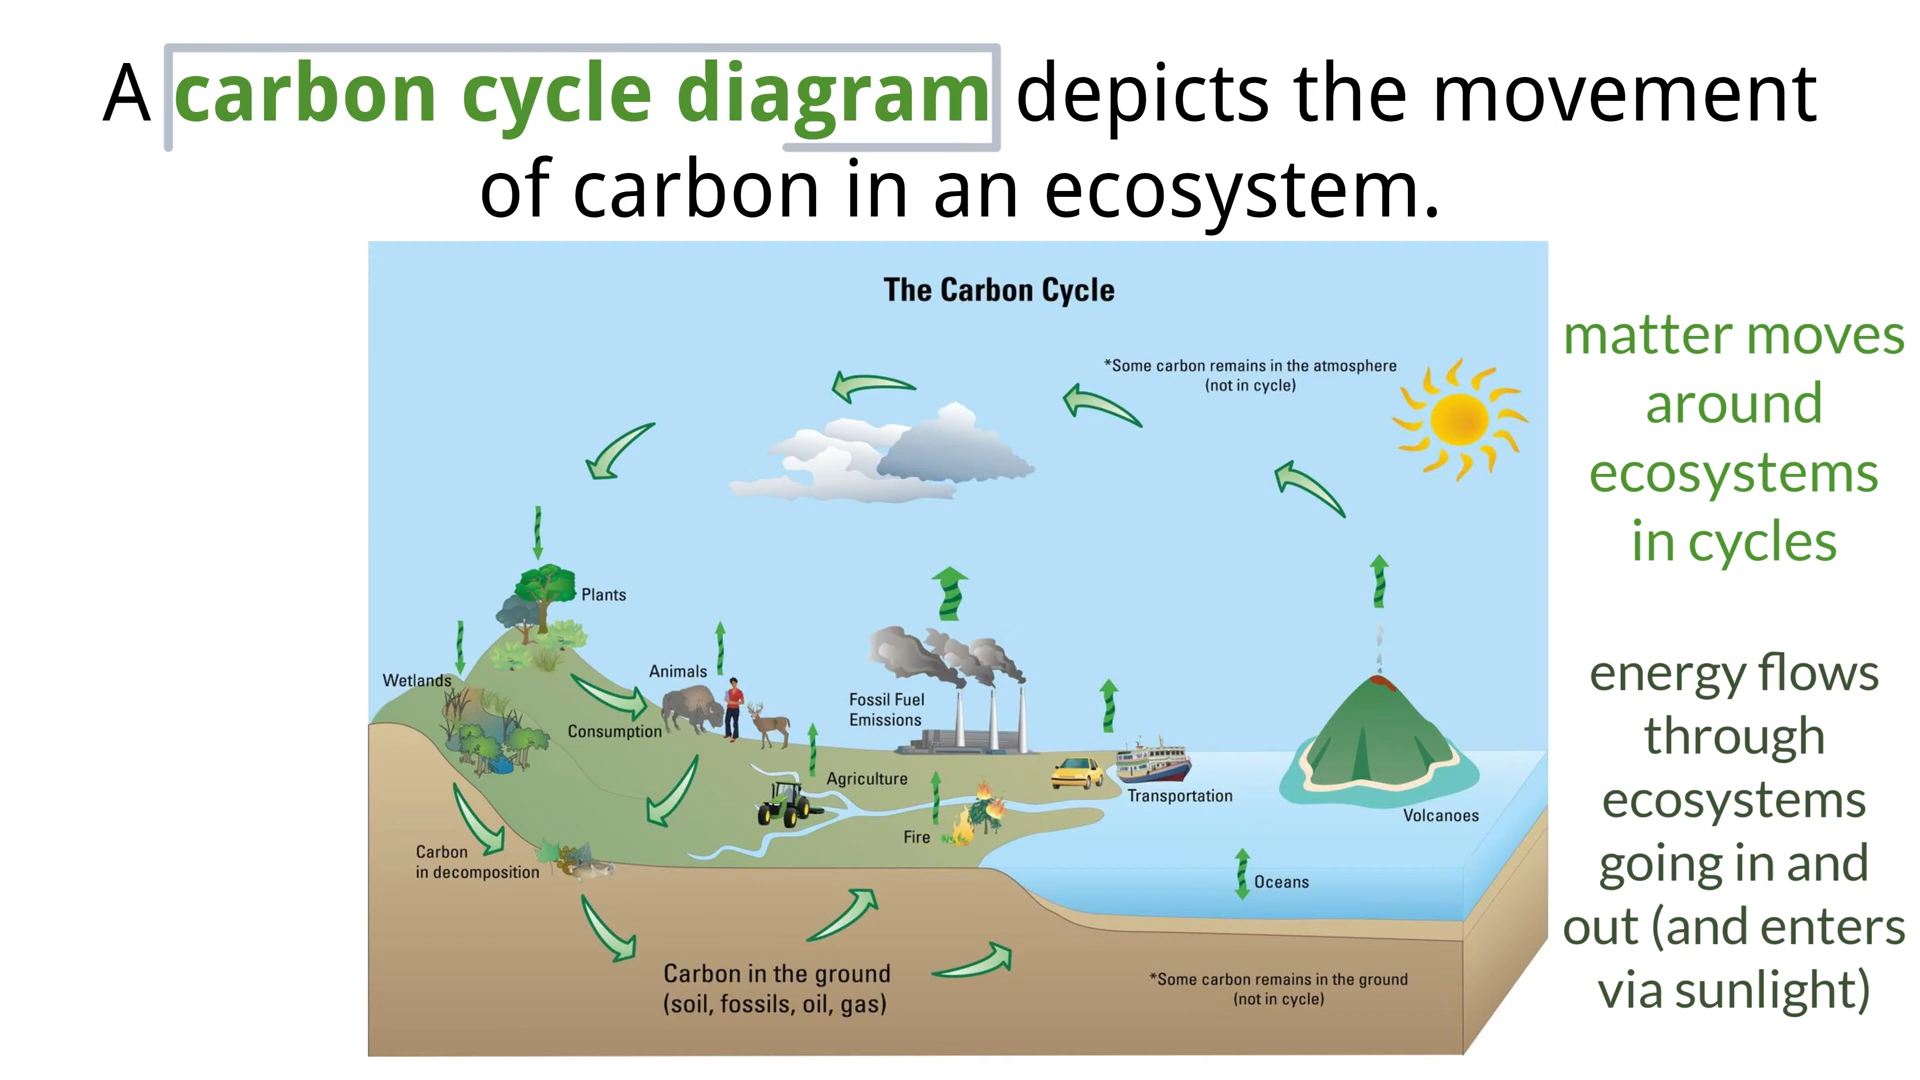 A carbon cycle diagram depicts the movement
of carbon in an ecosystem.
The Carbon Cycle
*Some carbon remains in the atmosphere
(not in cycle)
Plants
Wetlands
Animals
Consumption
Fossil Fuel
Emissions
Agriculture
Fire
Transportation
Volcanoes
Carbon
in decomposition
Oceans
Carbon in the ground
(soil, fossils, oil, gas)
*Some carbon remains in the ground
(not in cycle)
matter moves
around
ecosystems
in cycles
energy flows
through
ecosystems
going in and
out (and enters
via sunlight)